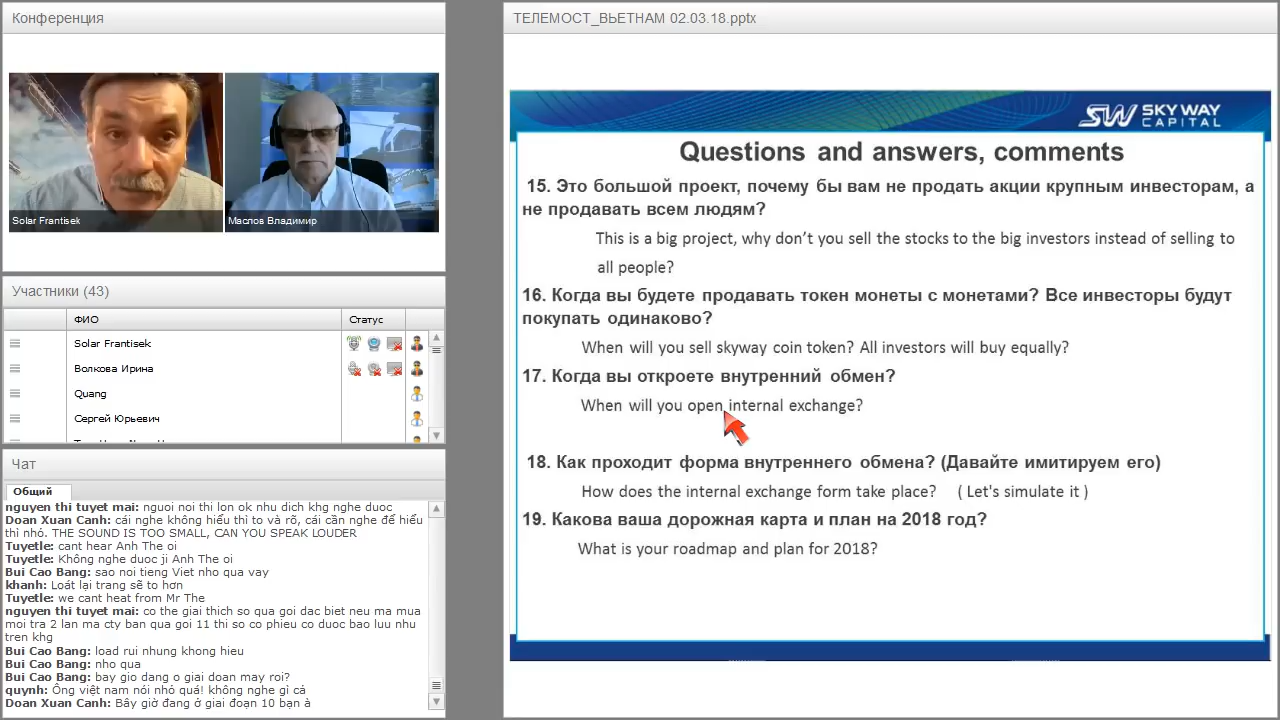 Конференция
Solar Frantisek
Маслов Владимир
Участники (43)
ФИО
Статус
Solar Frantisek
Волкова Ирина
Quang
Сергей Юрьевич
Чат
Общий
nguyen thi tuyet mai: nguoi noi thi lon ok nhu dich khg nghe duoc
Doan Xuan Canh: cái nghe không hiểu thì to và rõ, cái cần nghe để hiểu
thì nhỏ. THE SOUND IS TOO SMALL, CAN YOU SPEAK LOUDER
Tuyetle: cant hear Anh The oi
Tuyetle: Không nghe duoc ji Anh The oi
Bui Cao Bang: sao noi tieng Viet nho qua vay
khanh: Loát lại trang sẽ to hơn
Tuyetle: we cant heat from Mr The
nguyen thi tuyet mai: co the giai thich so qua goi dac biet neu ma mua
moi tra 2 lan ma cty ban qua goi 11 thi so co phieu co duoc bao luu nhu
tren khg
Bui Cao Bang: load rui nhung khong hieu
Bui Cao Bang: nho qua
Bui Cao Bang: bay gio dang o giai doan may roi?
quynh: Ông việt nam nói nhỏ quá! không nghe gì cả
Doan Xuan Canh: Bây giờ đang ở giai đoạn 10 bạn à
ТЕЛЕМОСТ_ВЬЕТНАМ 02.03.18.pptx
SW SKY WAY
CAPITAL
Questions and answers, comments
15. Это большой проект, почему бы вам не продать акции крупным инвесторам, а
не продавать всем людям?
This is a big project, why don’t you sell the stocks to the big investors instead of selling to
all people?
16. Когда вы будете продавать токен монеты с монетами? Все инвесторы будут
покупать одинаково?
When will you sell skyway coin token? All investors will buy equally?
17. Когда вы откроете внутренний обмен?
When will you open internal exchange?
18. Как проходит форма внутреннего обмена? (Давайте имитируем его)
How does the internal exchange form take place? ( Let's simulate it )
19. Какова ваша дорожная карта и план на 2018 год?
What is your roadmap and plan for 2018?